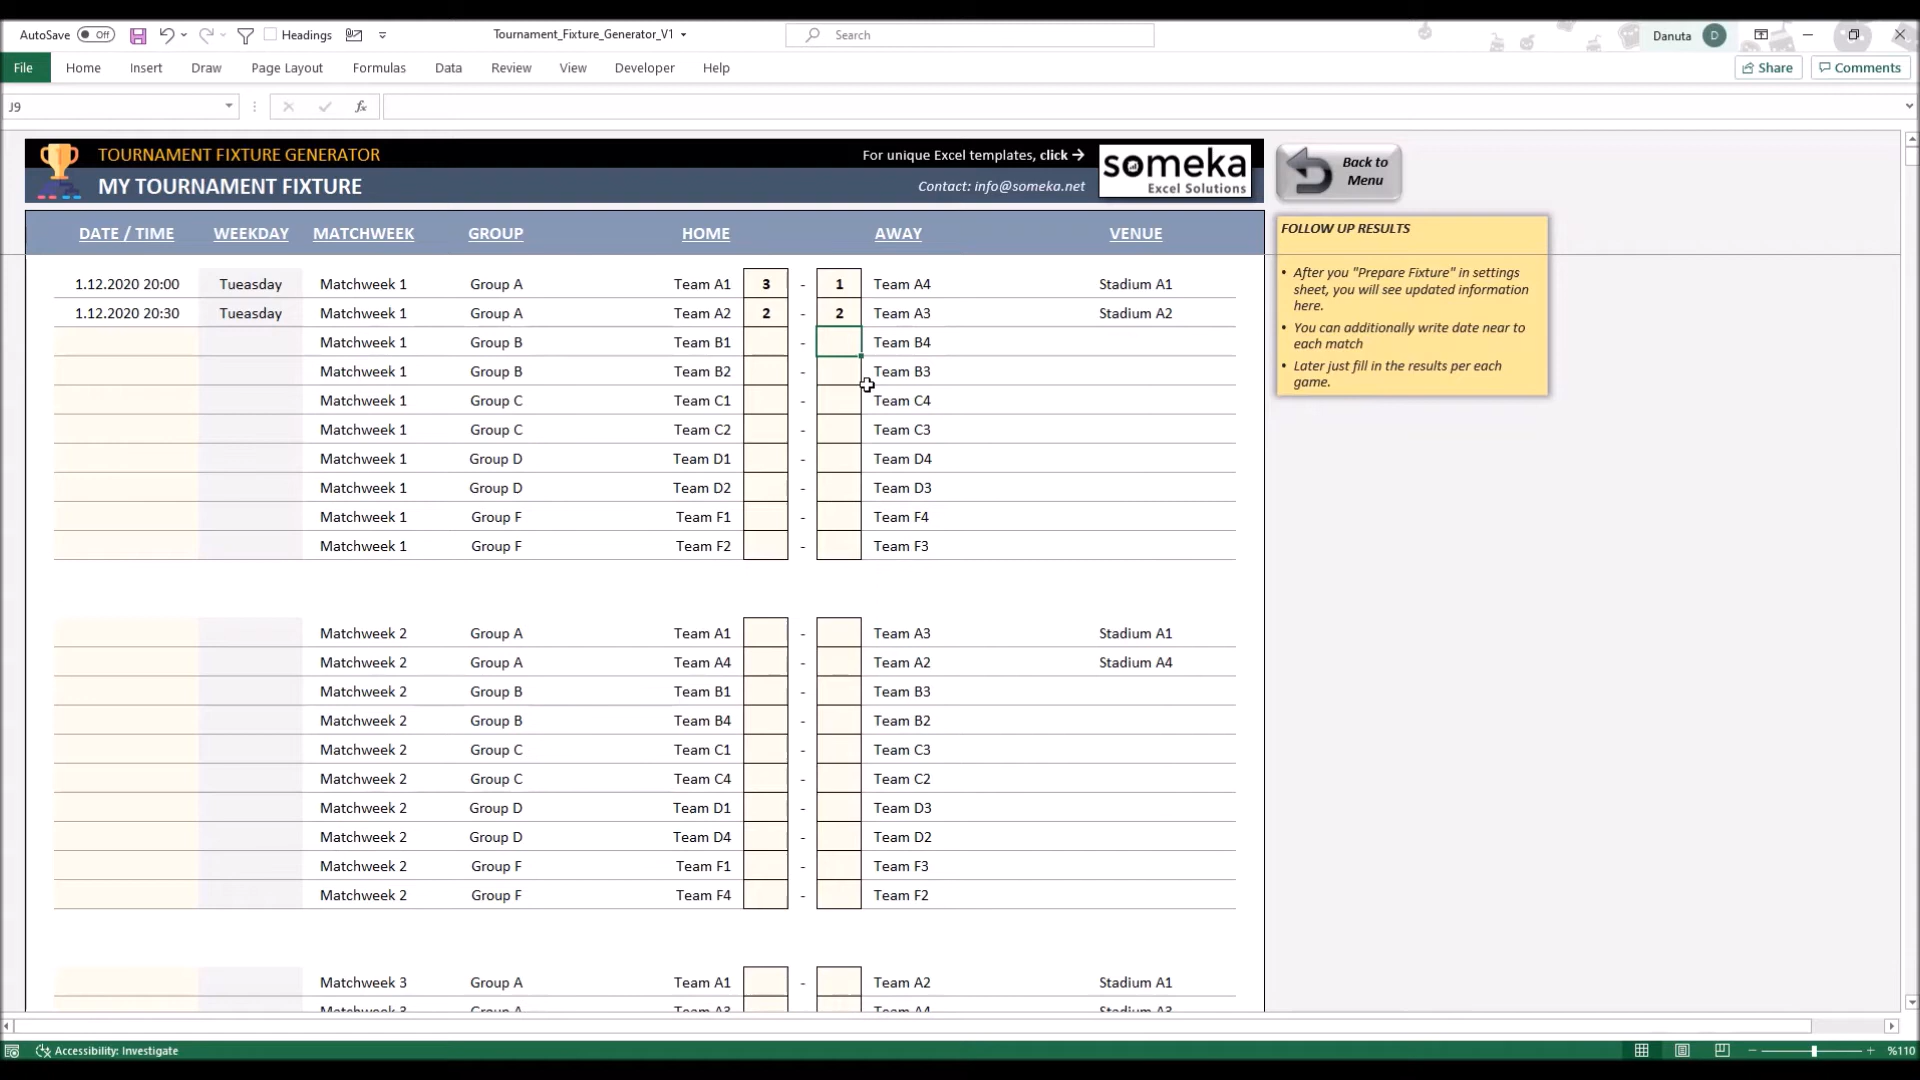 AutoSave Off Headings Tournament_Fixture_Generator_V1 Search Danuta D
File Home Insert Draw Page Layout Formulas Data Review View Developer Help Share Comments
J9 fx
TOURNAMENT FIXTURE GENERATOR
MY TOURNAMENT FIXTURE
For unique Excel templates, click →
Contact: info@someka.net
someka
Excel Solutions
Back to
Menu
DATE / TIME WEEKDAY MATCHWEEK GROUP HOME AWAY VENUE
1.12.2020 20:00 Tueasday Matchweek 1 Group A Team A1 3 - 1 Team A4 Stadium A1
1.12.2020 20:30 Tueasday Matchweek 1 Group A Team A2 2 - 2 Team A3 Stadium A2
Matchweek 1 Group B Team B1 - Team B4
Matchweek 1 Group B Team B2 - Team B3
Matchweek 1 Group C Team C1 - Team C4
Matchweek 1 Group C Team C2 - Team C3
Matchweek 1 Group D Team D1 - Team D4
Matchweek 1 Group D Team D2 - Team D3
Matchweek 1 Group F Team F1 - Team F4
Matchweek 1 Group F Team F2 - Team F3
Matchweek 2 Group A Team A1 - Team A3 Stadium A1
Matchweek 2 Group A Team A4 - Team A2 Stadium A4
Matchweek 2 Group B Team B1 - Team B3
Matchweek 2 Group B Team B4 - Team B2
Matchweek 2 Group C Team C1 - Team C3
Matchweek 2 Group C Team C4 - Team C2
Matchweek 2 Group D Team D1 - Team D3
Matchweek 2 Group D Team D4 - Team D2
Matchweek 2 Group F Team F1 - Team F3
Matchweek 2 Group F Team F4 - Team F2
Matchweek 3 Group A Team A1 - Team A2 Stadium A1
Matchweek 3 Group A Team A3 - Team A4 Stadium A3
FOLLOW UP RESULTS
• After you "Prepare Fixture" in settings
sheet, you will see updated information
here.
• You can additionally write date near to
each match
• Later just fill in the results per each
game.
Accessibility: Investigate %110